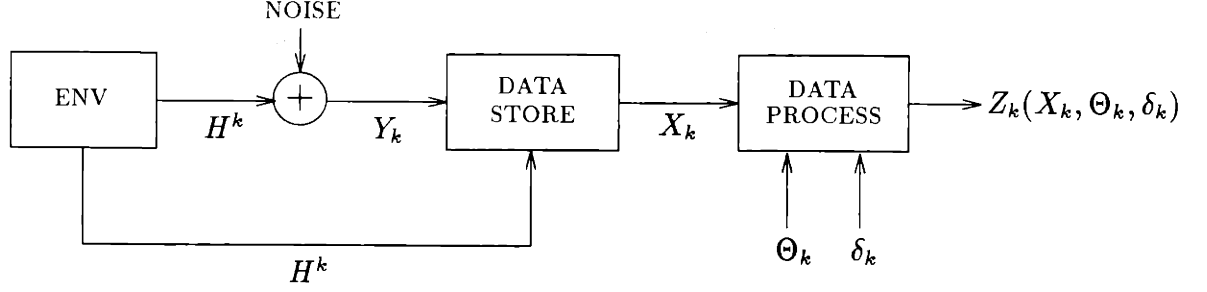 NOISE
ENV
+
H^k
Y_k
DATA
STORE
X_k
DATA
PROCESS
Z_k(X_k, Θ_k, δ_k)
Θ_k
δ_k
H^k